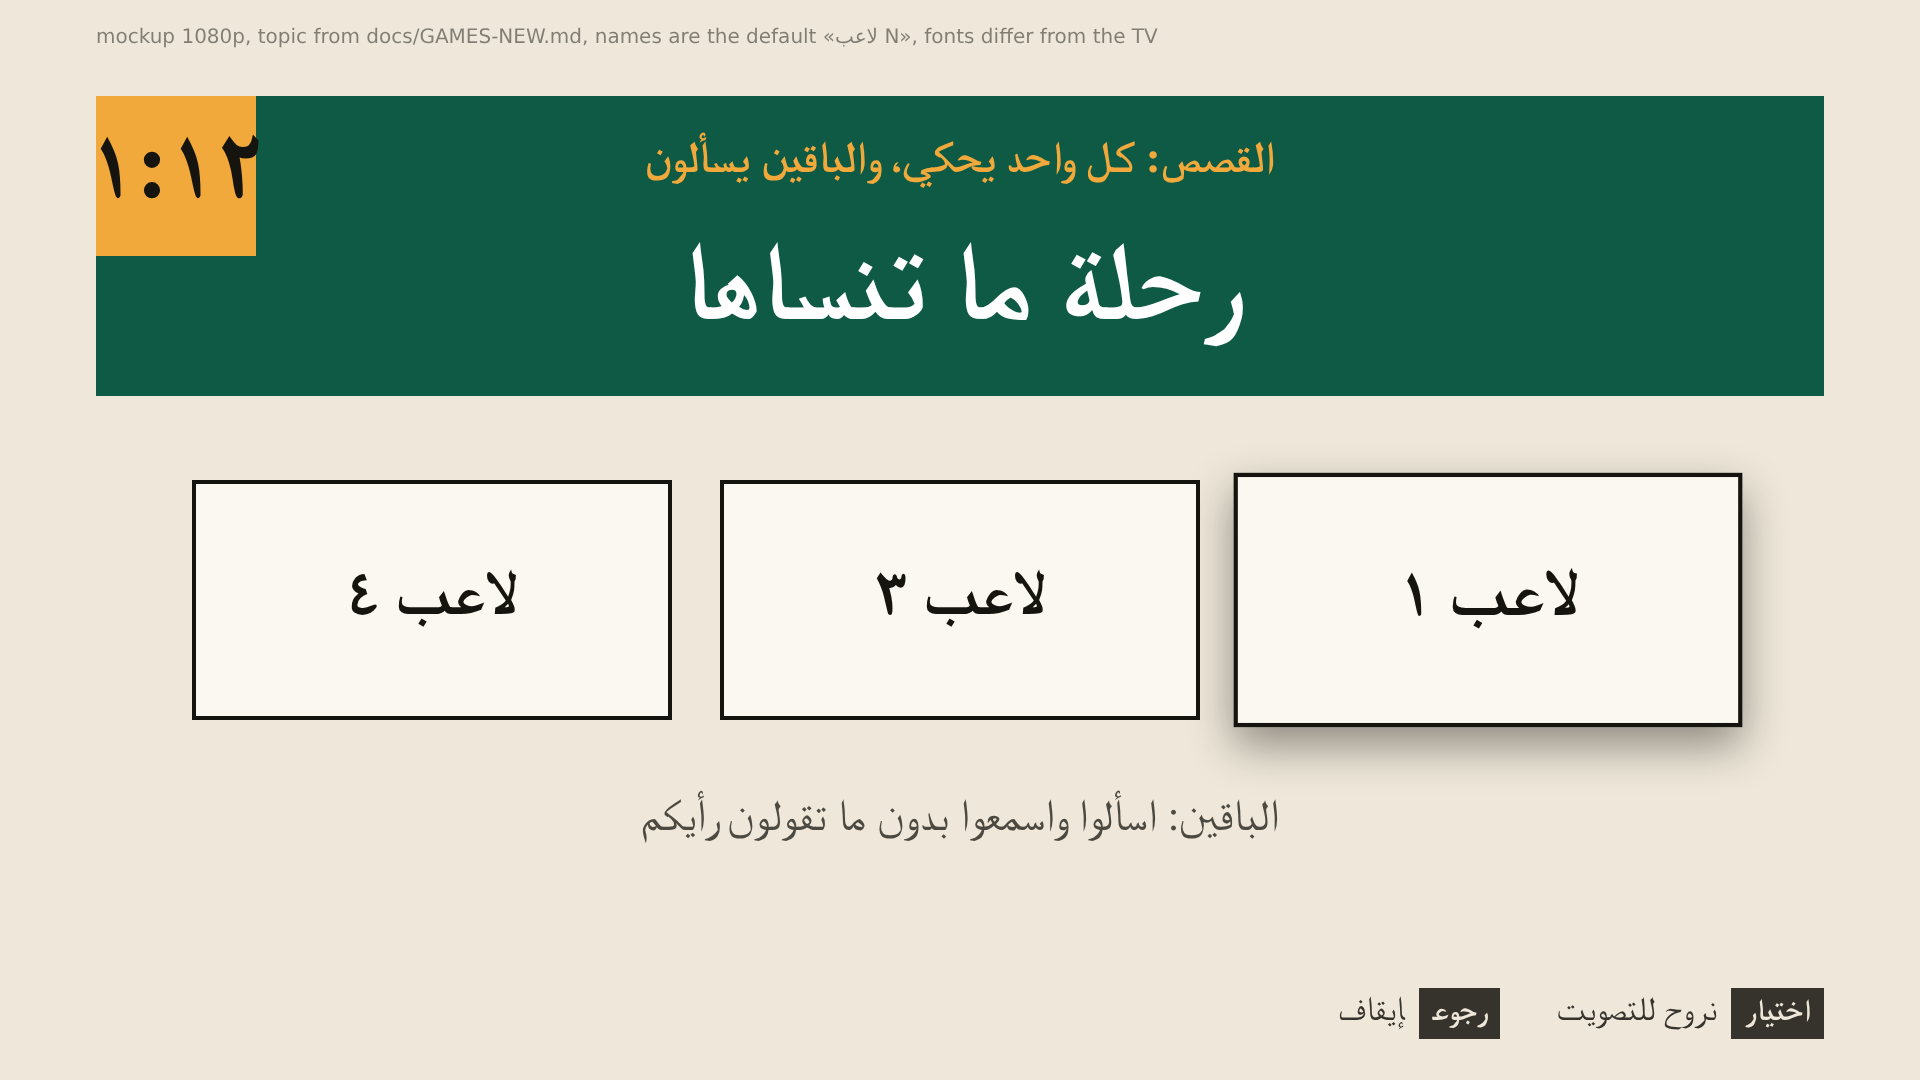 mockup 1080p, topic from docs/GAMES-NEW.md, names are the default «لاعب N», fonts differ from the TV
١:١٢
القصص: كل واحد يحكي، والباقين يسألون
رحلة ما تنساها
لاعب ١
لاعب ٣
لاعب ٤
الباقين: اسألوا واسمعوا بدون ما تقولون رأيكم
اختيار نروح للتصويت رجوع إيقاف